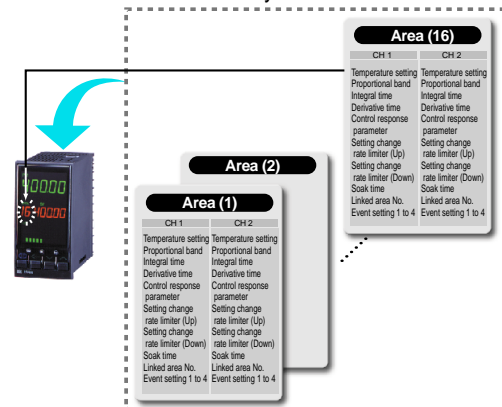 Area (16)
CH 1 CH 2
Temperature setting Temperature setting
Proportional band Proportional band
Integral time Integral time
Derivative time Derivative time
Control response Control response
parameter parameter
Setting change Setting change
rate limiter (Up) rate limiter (Up)
Setting change Setting change
rate limiter (Down) rate limiter (Down)
Soak time Soak time
Linked area No. Linked area No.
Event setting 1 to 4 Event setting 1 to 4
Area (2)
Area (1)
CH 1 CH 2
Temperature setting Temperature setting
Proportional band Proportional band
Integral time Integral time
Derivative time Derivative time
Control response Control response
parameter parameter
Setting change Setting change
rate limiter (Up) rate limiter (Up)
Setting change Setting change
rate limiter (Down) rate limiter (Down)
Soak time Soak time
Linked area No. Linked area No.
Event setting 1 to 4 Event setting 1 to 4
400.00
16 400.00